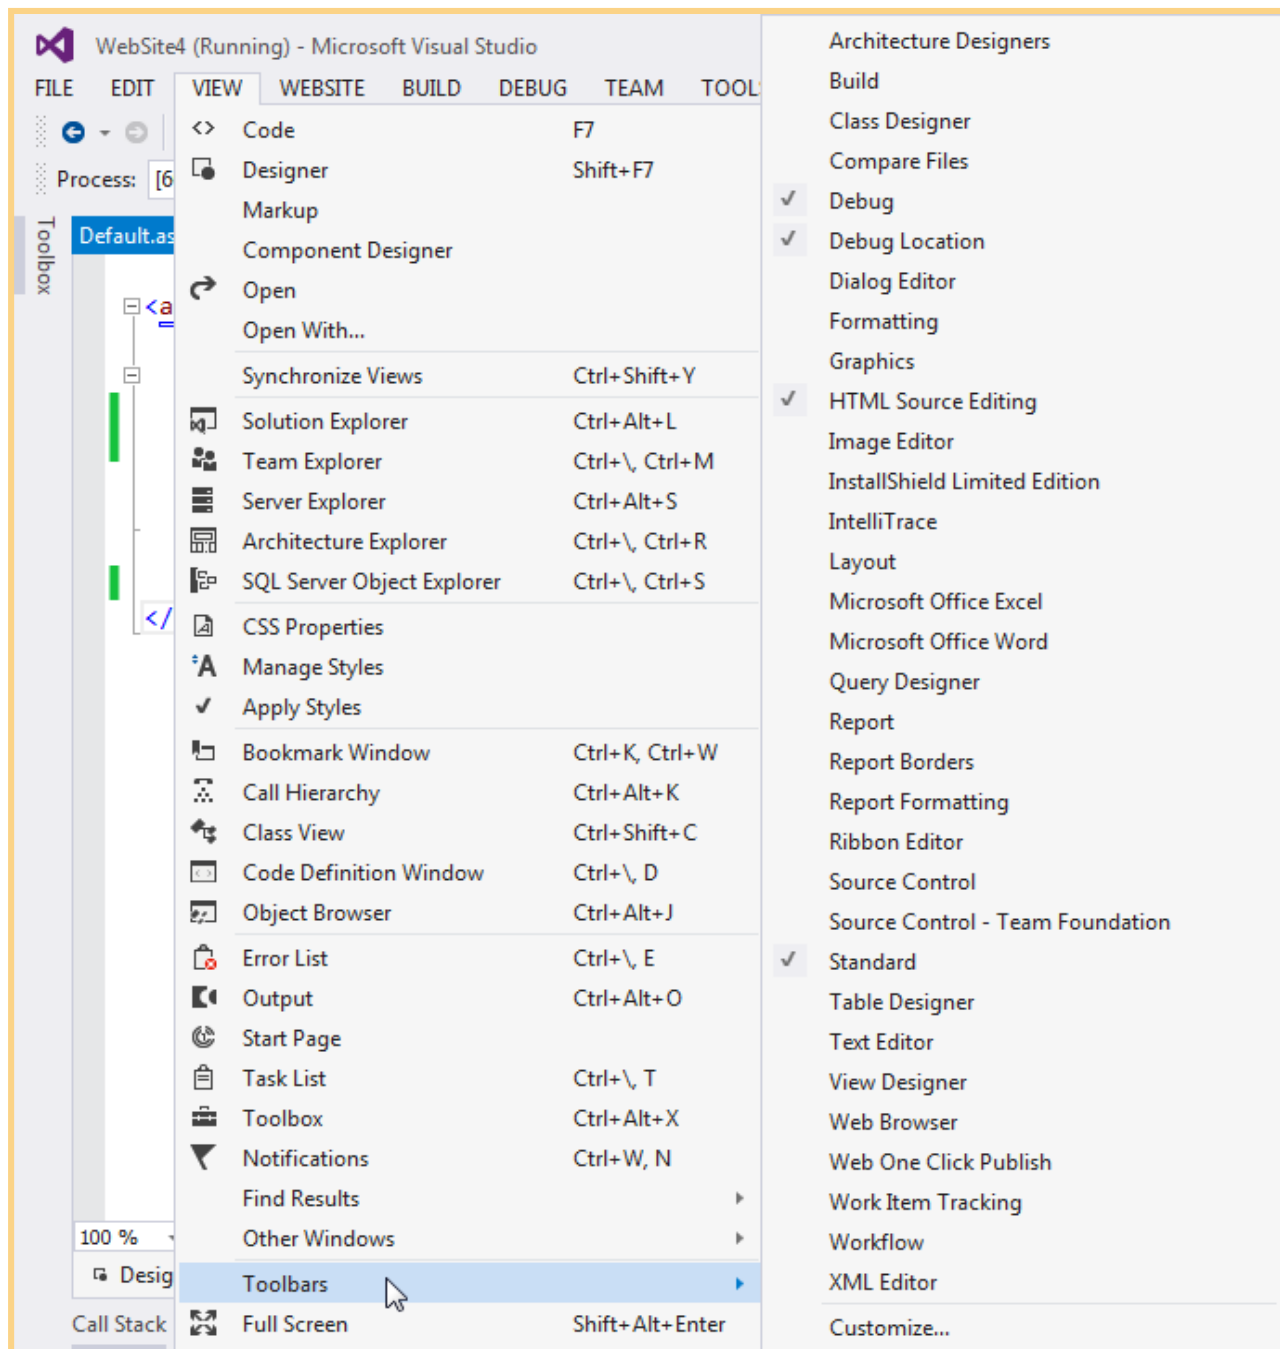 WebSite4 (Running) - Microsoft Visual Studio
FILE EDIT VIEW WEBSITE BUILD DEBUG TEAM
Process: [6
Toolbox
Default.as
<a
</
100 %
Desig
Call Stack
Code F7
Designer Shift+F7
Markup
Component Designer
Open
Open With...
Synchronize Views Ctrl+Shift+Y
Solution Explorer Ctrl+Alt+L
Team Explorer Ctrl+\, Ctrl+M
Server Explorer Ctrl+Alt+S
Architecture Explorer Ctrl+\, Ctrl+R
SQL Server Object Explorer Ctrl+\, Ctrl+S
CSS Properties
Manage Styles
Apply Styles
Bookmark Window Ctrl+K, Ctrl+W
Call Hierarchy Ctrl+Alt+K
Class View Ctrl+Shift+C
Code Definition Window Ctrl+\, D
Object Browser Ctrl+Alt+J
Error List Ctrl+\, E
Output Ctrl+Alt+O
Start Page
Task List Ctrl+\, T
Toolbox Ctrl+Alt+X
Notifications Ctrl+W, N
Find Results
Other Windows
Toolbars
Full Screen Shift+Alt+Enter
Architecture Designers
Build
Class Designer
Compare Files
Debug
Debug Location
Dialog Editor
Formatting
Graphics
HTML Source Editing
Image Editor
InstallShield Limited Edition
IntelliTrace
Layout
Microsoft Office Excel
Microsoft Office Word
Query Designer
Report
Report Borders
Report Formatting
Ribbon Editor
Source Control
Source Control - Team Foundation
Standard
Table Designer
Text Editor
View Designer
Web Browser
Web One Click Publish
Work Item Tracking
Workflow
XML Editor
Customize...